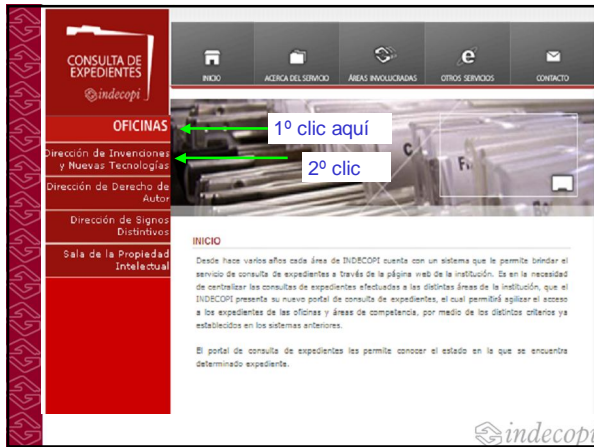 CONSULTA DE
EXPEDIENTES
indecopi
INICIO
ACERCA DEL SERVICIO
ÁREAS INVOLUCRADAS
OTROS SERVICIOS
CONTACTO
OFICINAS
1º clic aquí
Dirección de Invenciones
y Nuevas Tecnologías
2º clic
Dirección de Derecho de
Autor
Dirección de Signos
Distintivos
Sala de la Propiedad
Intelectual
INICIO
Desde hace varios años cada área de INDECOPI cuenta con un sistema que le permite brindar el
servicio de consulta de expedientes a través de la página web de la institución. Es en la necesidad
de centralizar las consultas de expedientes efectuadas a las distintas áreas de la institución, que el
INDECOPI presenta su nuevo portal de consulta de expedientes, el cual permitirá agilizar el acceso
a los expedientes de las oficinas y áreas de competencia, por medio de los distintos criterios ya
establecidos en los sistemas anteriores.
El portal de consulta de expedientes les permite conocer el estado en la que se encuentra
determinado expediente.
indecopi